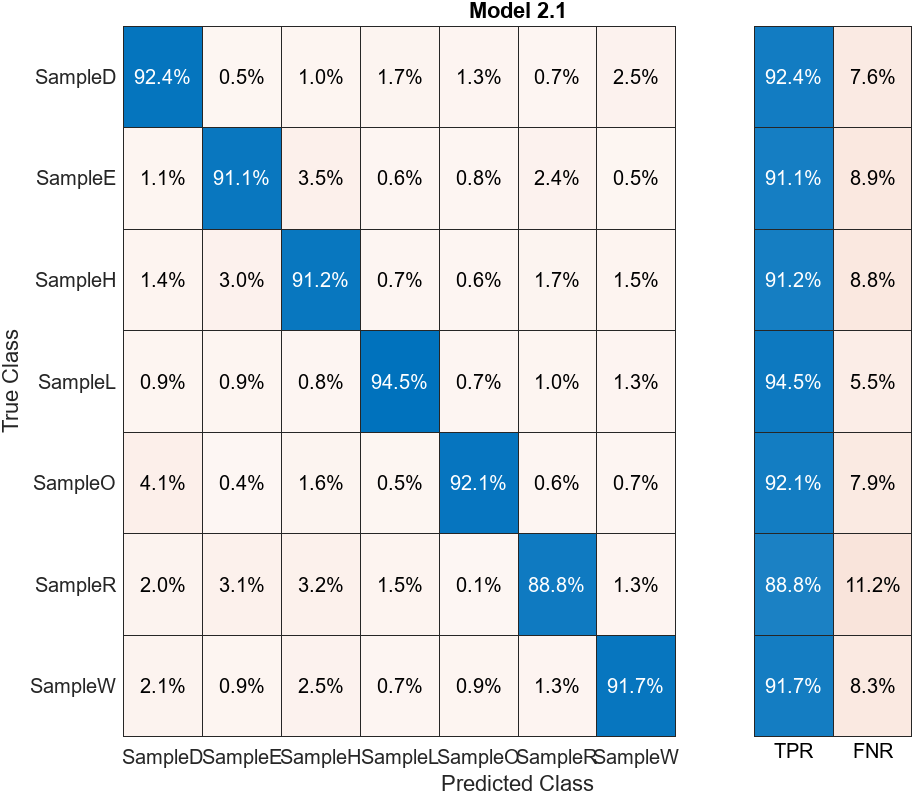 Model 2.1
SampleD 92.4% 0.5% 1.0% 1.7% 1.3% 0.7% 2.5% 92.4% 7.6%
SampleE 1.1% 91.1% 3.5% 0.6% 0.8% 2.4% 0.5% 91.1% 8.9%
SampleH 1.4% 3.0% 91.2% 0.7% 0.6% 1.7% 1.5% 91.2% 8.8%
True Class
SampleL 0.9% 0.9% 0.8% 94.5% 0.7% 1.0% 1.3% 94.5% 5.5%
SampleO 4.1% 0.4% 1.6% 0.5% 92.1% 0.6% 0.7% 92.1% 7.9%
SampleR 2.0% 3.1% 3.2% 1.5% 0.1% 88.8% 1.3% 88.8% 11.2%
SampleW 2.1% 0.9% 2.5% 0.7% 0.9% 1.3% 91.7% 91.7% 8.3%
SampleD SampleE SampleH SampleL SampleO SampleR SampleW TPR FNR
Predicted Class